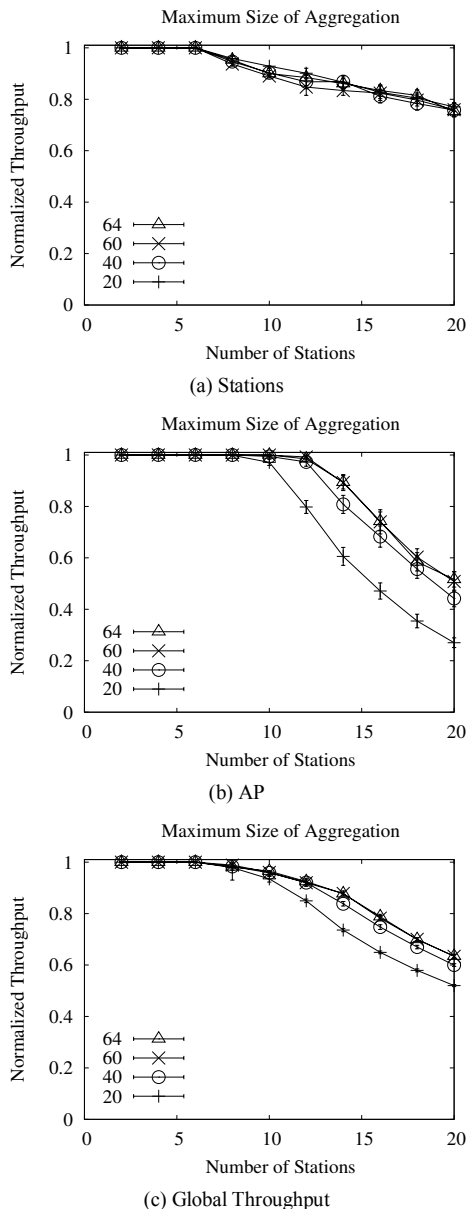 Maximum Size of Aggregation
Normalized Throughput
1
0.8
0.6
0.4
0.2
0
64
60
40
20
0 5 10 15 20
Number of Stations
(a) Stations
Maximum Size of Aggregation
Normalized Throughput
1
0.8
0.6
0.4
0.2
0
64
60
40
20
0 5 10 15 20
Number of Stations
(b) AP
Maximum Size of Aggregation
Normalized Throughput
1
0.8
0.6
0.4
0.2
0
64
60
40
20
0 5 10 15 20
Number of Stations
(c) Global Throughput